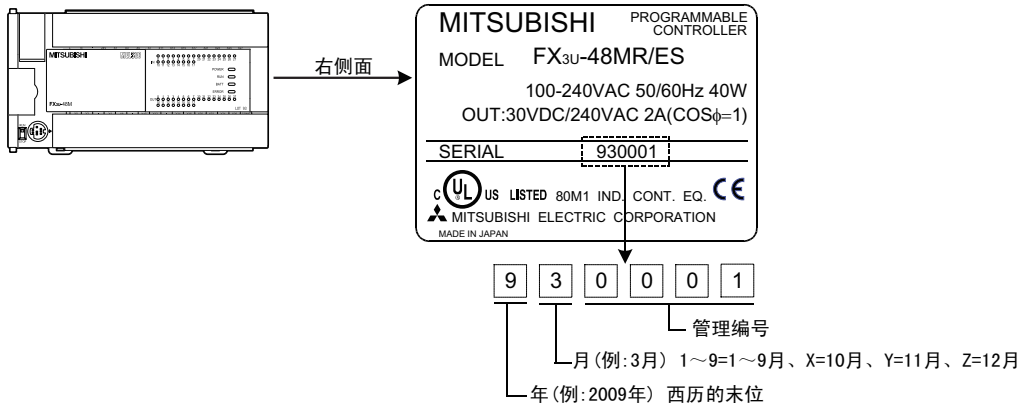 MITSUBISHI
POWER
RUN
BATT
ERROR
FX3U-48M
右侧面
MITSUBISHI PROGRAMMABLE CONTROLLER
MODEL FX3U-48MR/ES
100-240VAC 50/60Hz 40W
OUT:30VDC/240VAC 2A(COSϕ=1)
SERIAL 930001
C UL US LISTED 80M1 IND. CONT. EQ. CE
MITSUBISHI ELECTRIC CORPORATION
MADE IN JAPAN
9 3 0 0 0 1
管理编号
月(例:3月) 1～9=1～9月、X=10月、Y=11月、Z=12月
年(例:2009年) 西历的末位